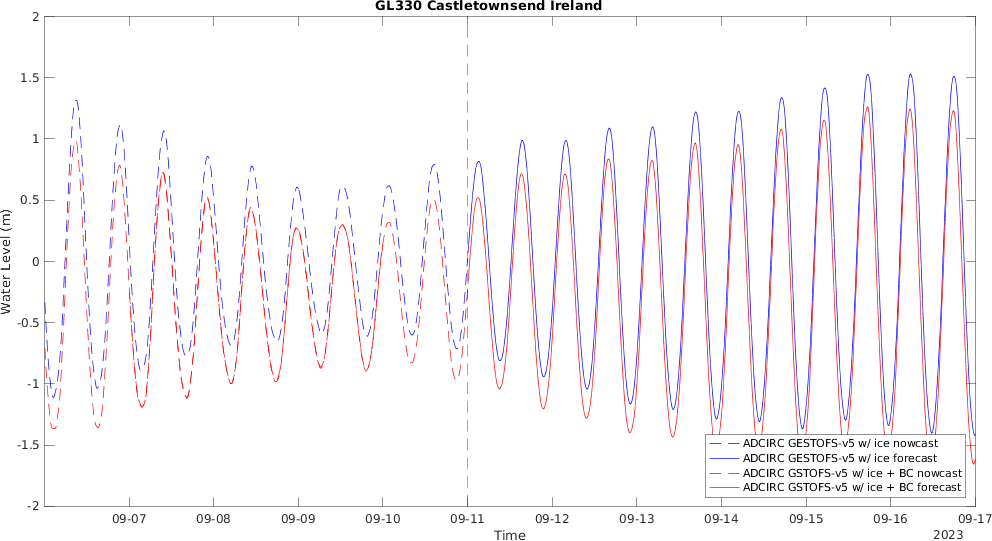 GL330 Castletownsend Ireland
2
1.5
1
0.5
0
-0.5
-1
-1.5
-2
Water Level (m)
ADCIRC GESTOFS-v5 w/ ice nowcast
ADCIRC GESTOFS-v5 w/ ice forecast
ADCIRC GSTOFS-v5 w/ ice + BC nowcast
ADCIRC GSTOFS-v5 w/ ice + BC forecast
09-07 09-08 09-09 09-10 09-11 09-12 09-13 09-14 09-15 09-16 09-17
Time
2023